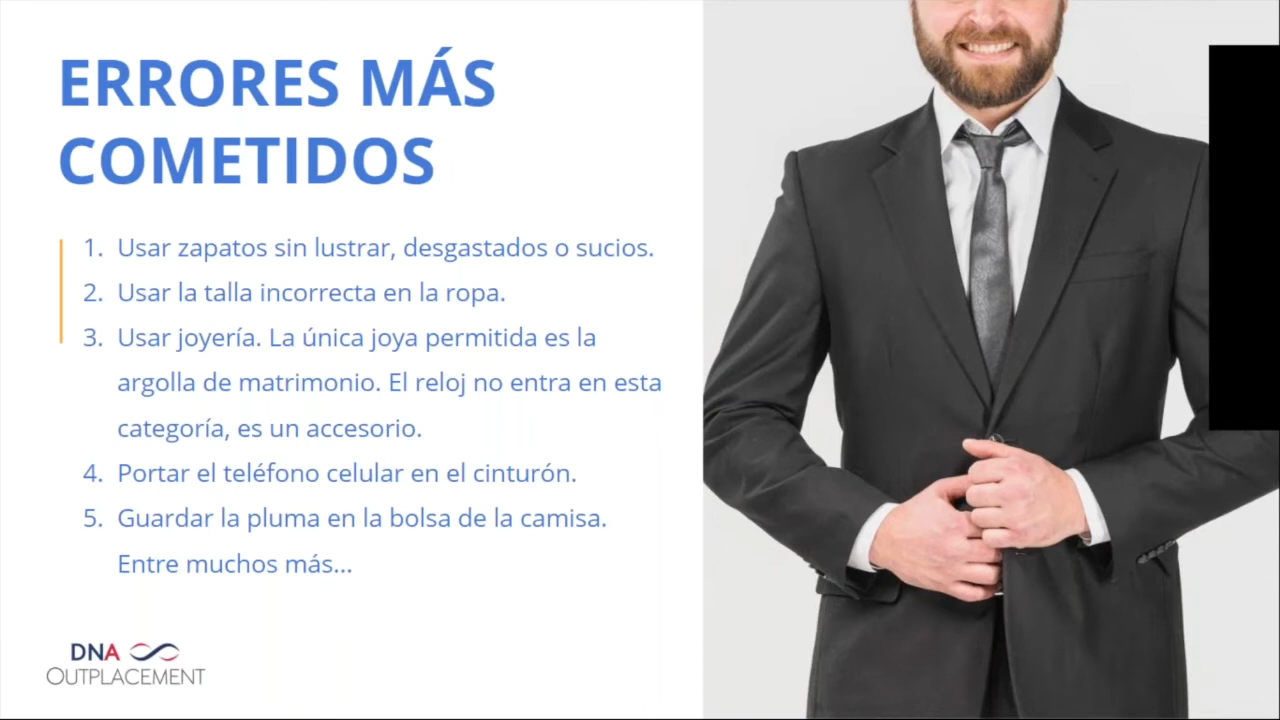 ERRORES MÁS
COMETIDOS
1. Usar zapatos sin lustrar, desgastados o sucios.
2. Usar la talla incorrecta en la ropa.
3. Usar joyería. La única joya permitida es la
argolla de matrimonio. El reloj no entra en esta
categoría, es un accesorio.
4. Portar el teléfono celular en el cinturón.
5. Guardar la pluma en la bolsa de la camisa.
Entre muchos más...
DNA
OUTPLACEMENT